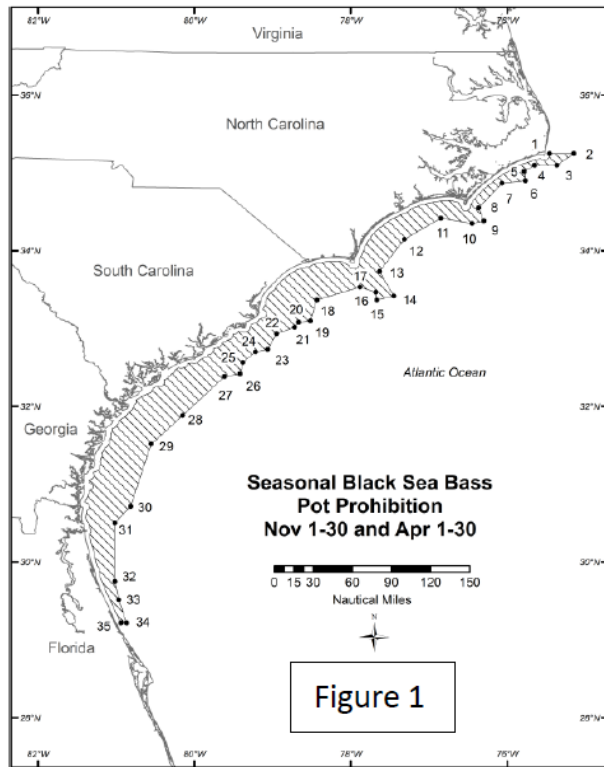 82°W 80°W 78°W 76°W
Virginia
36°N 36°N
North Carolina
1 2
5 4 3
7 6
8
11 10 9
34°N 34°N
12
South Carolina
13
17
16 14
18 15
20
22 21 19
24
25 23
26
27
Atlantic Ocean
32°N 32°N
28
Georgia
29
Seasonal Black Sea Bass
Pot Prohibition
Nov 1-30 and Apr 1-30
30
31
30°N 30°N
0 15 30 60 90 120 150
Nautical Miles
32
33
N
35 34
Florida
Figure 1
28°N 28°N
82°W 80°W 78°W 76°W